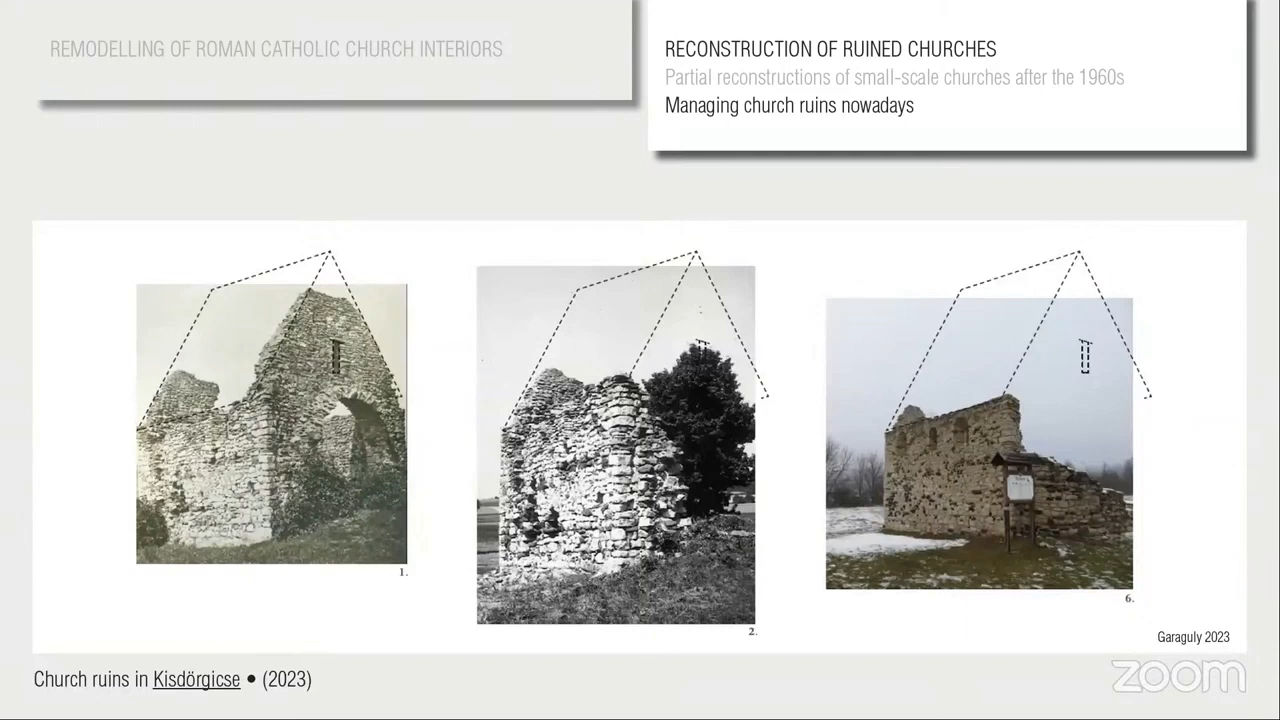 REMODELLING OF ROMAN CATHOLIC CHURCH INTERIORS
RECONSTRUCTION OF RUINED CHURCHES
Partial reconstructions of small-scale churches after the 1960s
Managing church ruins nowadays
1.
2.
6.
Garaguly 2023
Church ruins in Kisdörgicse • (2023)
zoom